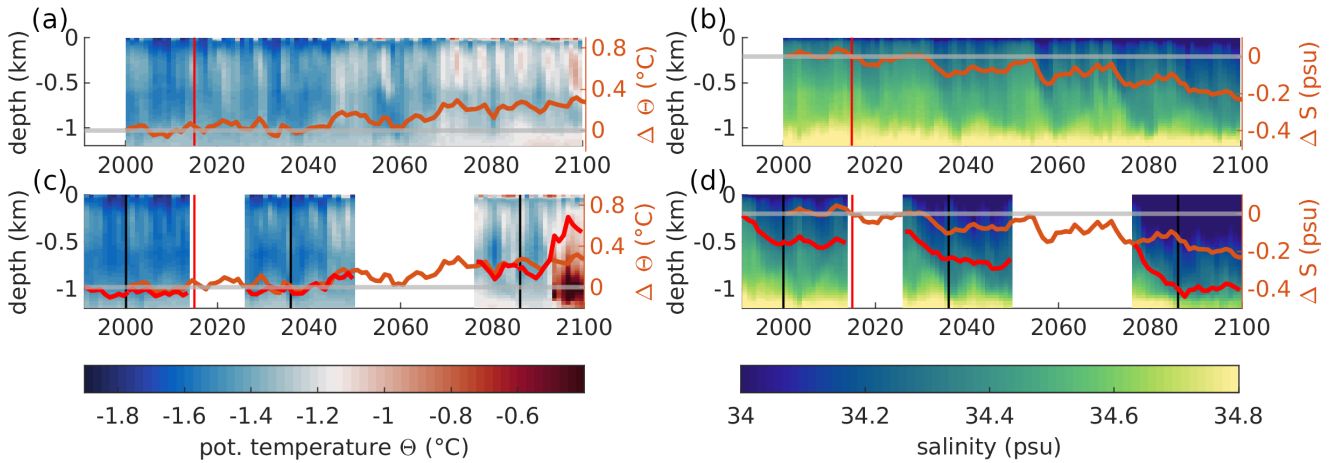 (a)
(b)
0
-0.5
-1
depth (km)
0.8
0.4
0
Δ Θ (°C)
2000 2020 2040 2060 2080 2100
0
-0.5
-1
depth (km)
0
-0.2
-0.4
Δ S (psu)
2000 2020 2040 2060 2080 2100
(c)
(d)
0
-0.5
-1
depth (km)
0.8
0.4
0
Δ Θ (°C)
2000 2020 2040 2060 2080 2100
0
-0.5
-1
depth (km)
0
-0.2
-0.4
Δ S (psu)
2000 2020 2040 2060 2080 2100
-1.8 -1.6 -1.4 -1.2 -1 -0.8 -0.6
pot. temperature Θ (°C)
34 34.2 34.4 34.6 34.8
salinity (psu)